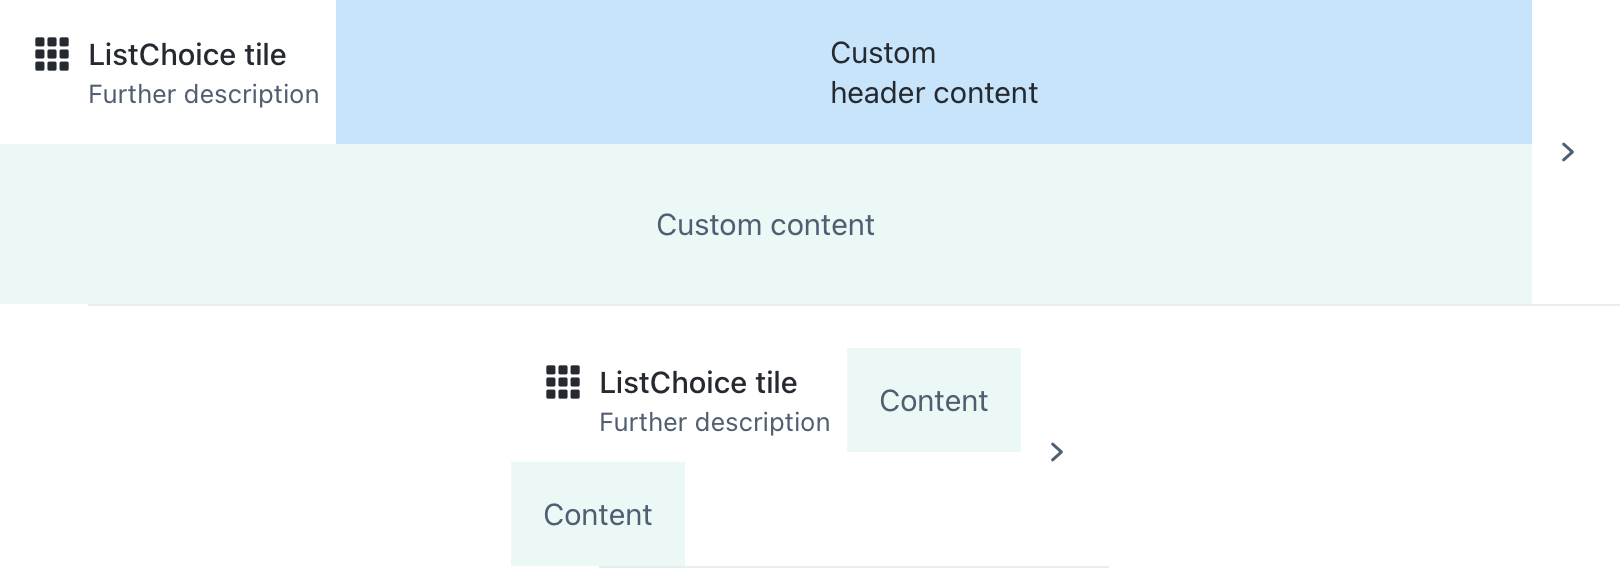 ListChoice tile
Further description
Custom
header content
Custom content
ListChoice tile
Further description
Content
Content